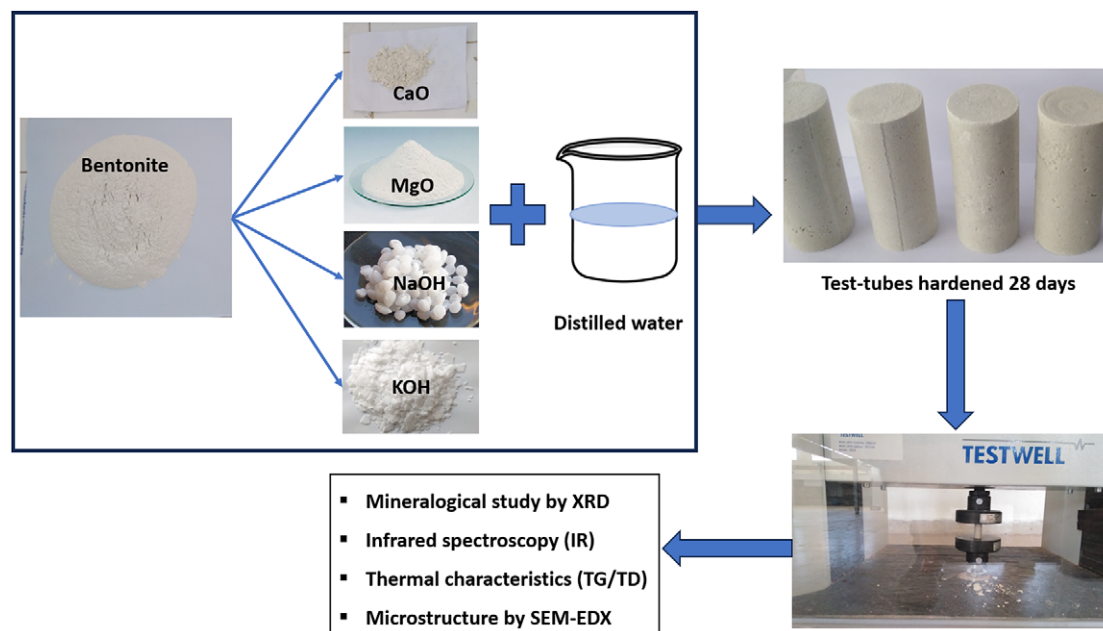 Bentonite
CaO
MgO
NaOH
KOH
Distilled water
Test-tubes hardened 28 days
TESTWELL
TESTWELL
▪ Mineralogical study by XRD
▪ Infrared spectroscopy (IR)
▪ Thermal characteristics (TG/TD)
▪ Microstructure by SEM-EDX